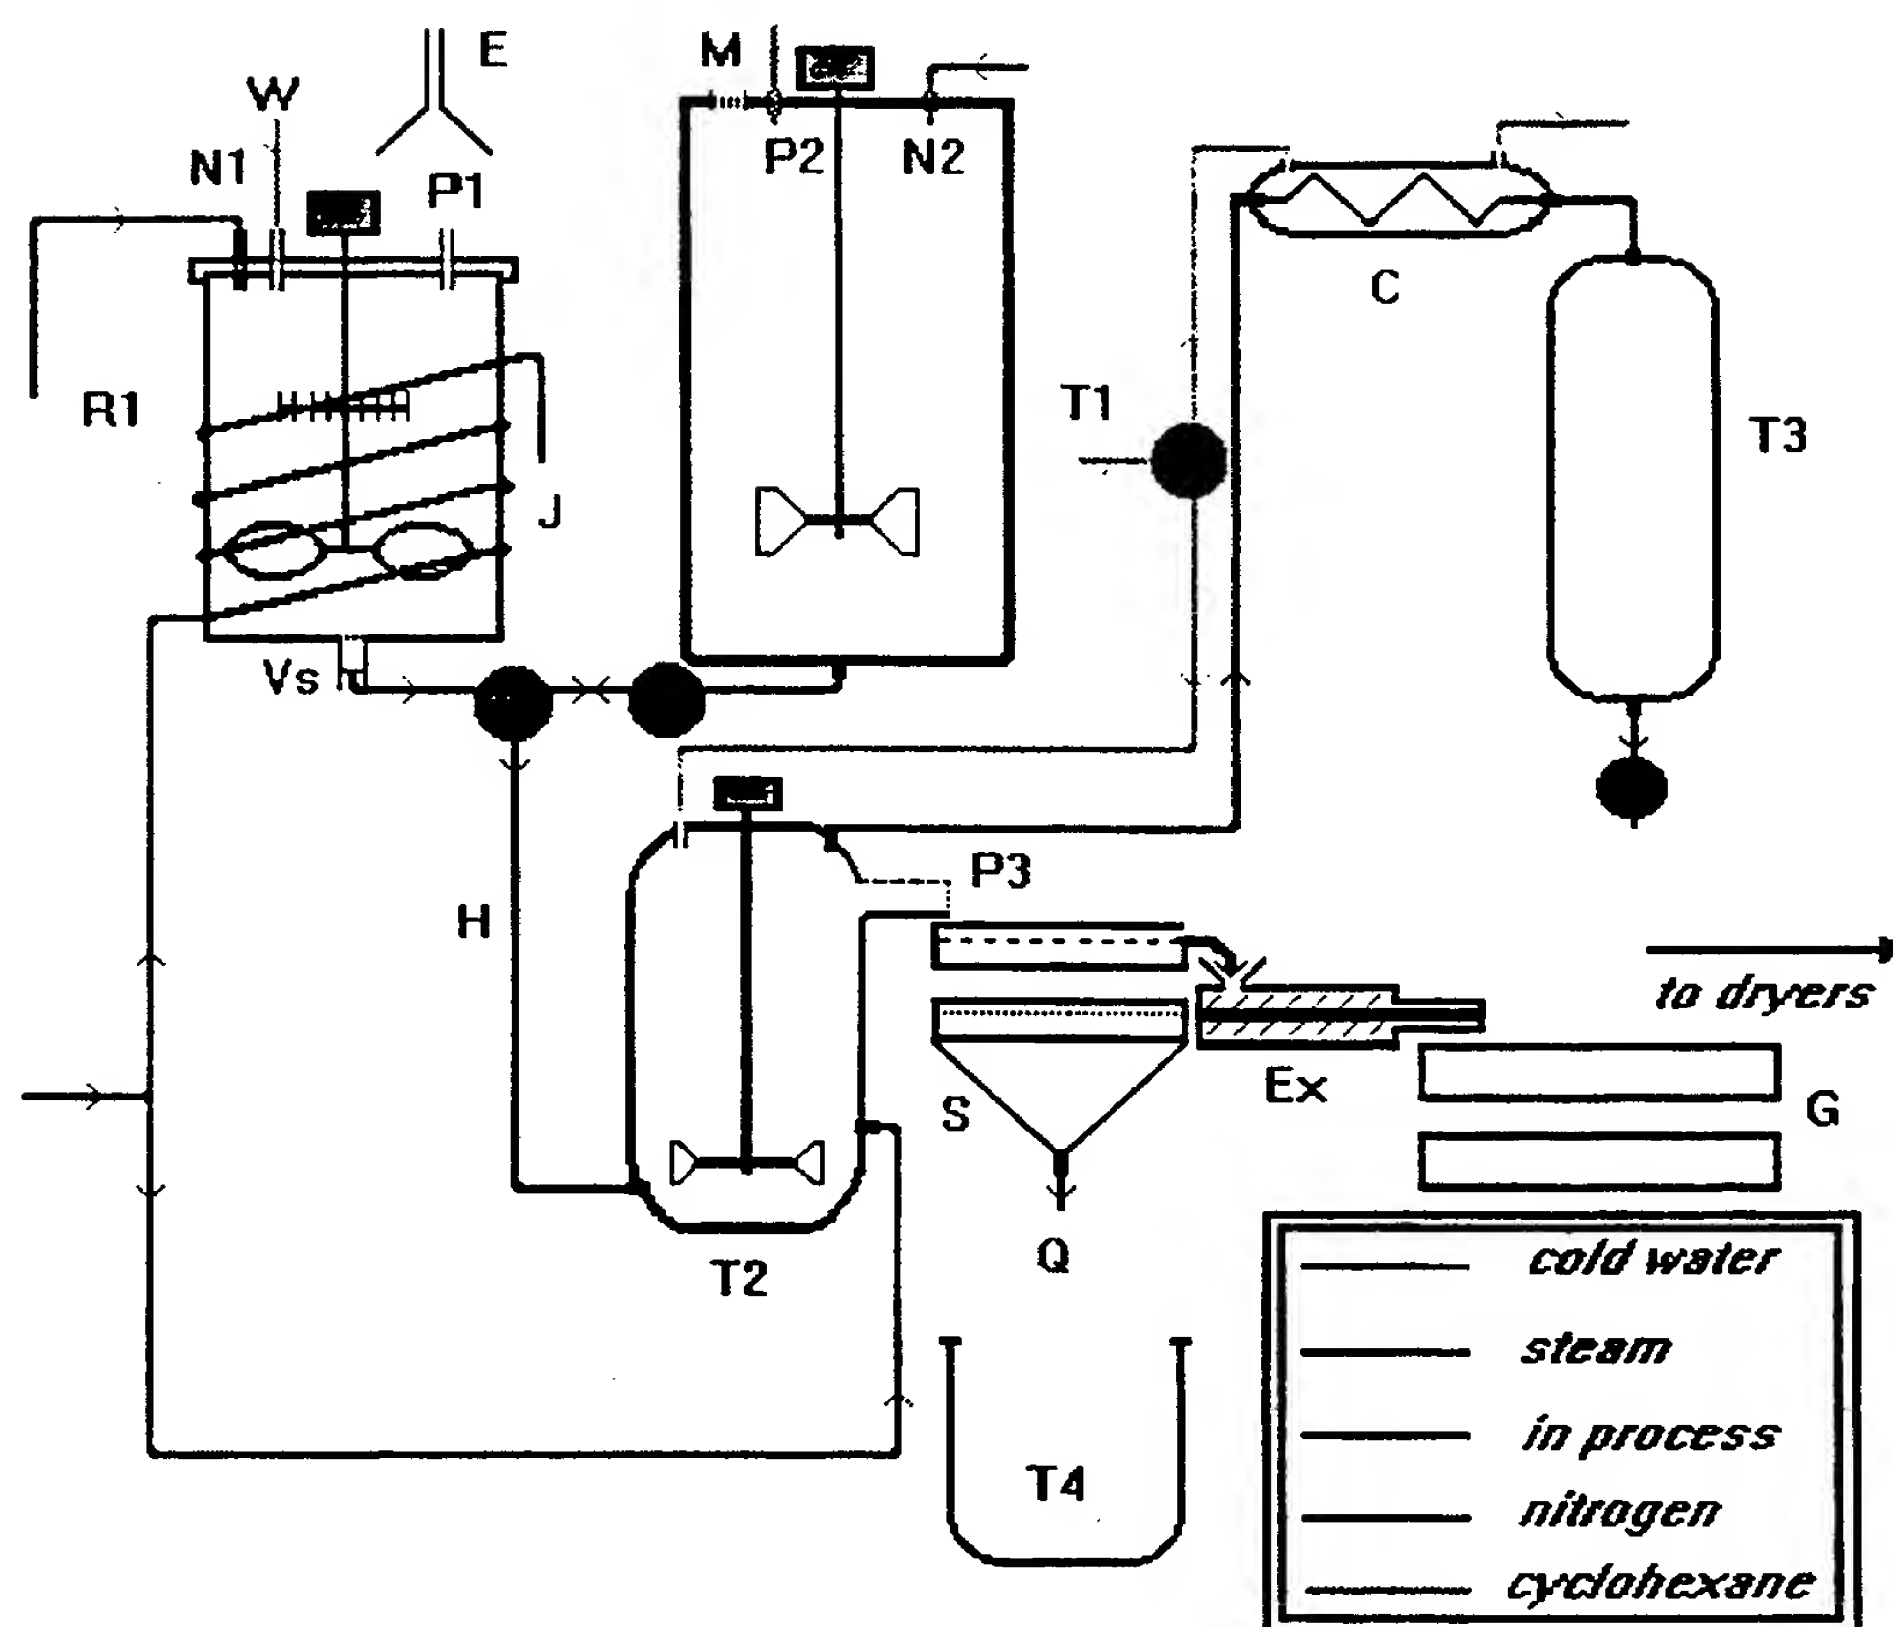 E
M
W
N1
P1
P2
N2
C
R1
T1
T3
J
Vs
P3
H
to dryers
Ex
S
G
Q
T2
T4
cold water
steam
in process
nitrogen
cyclohexane